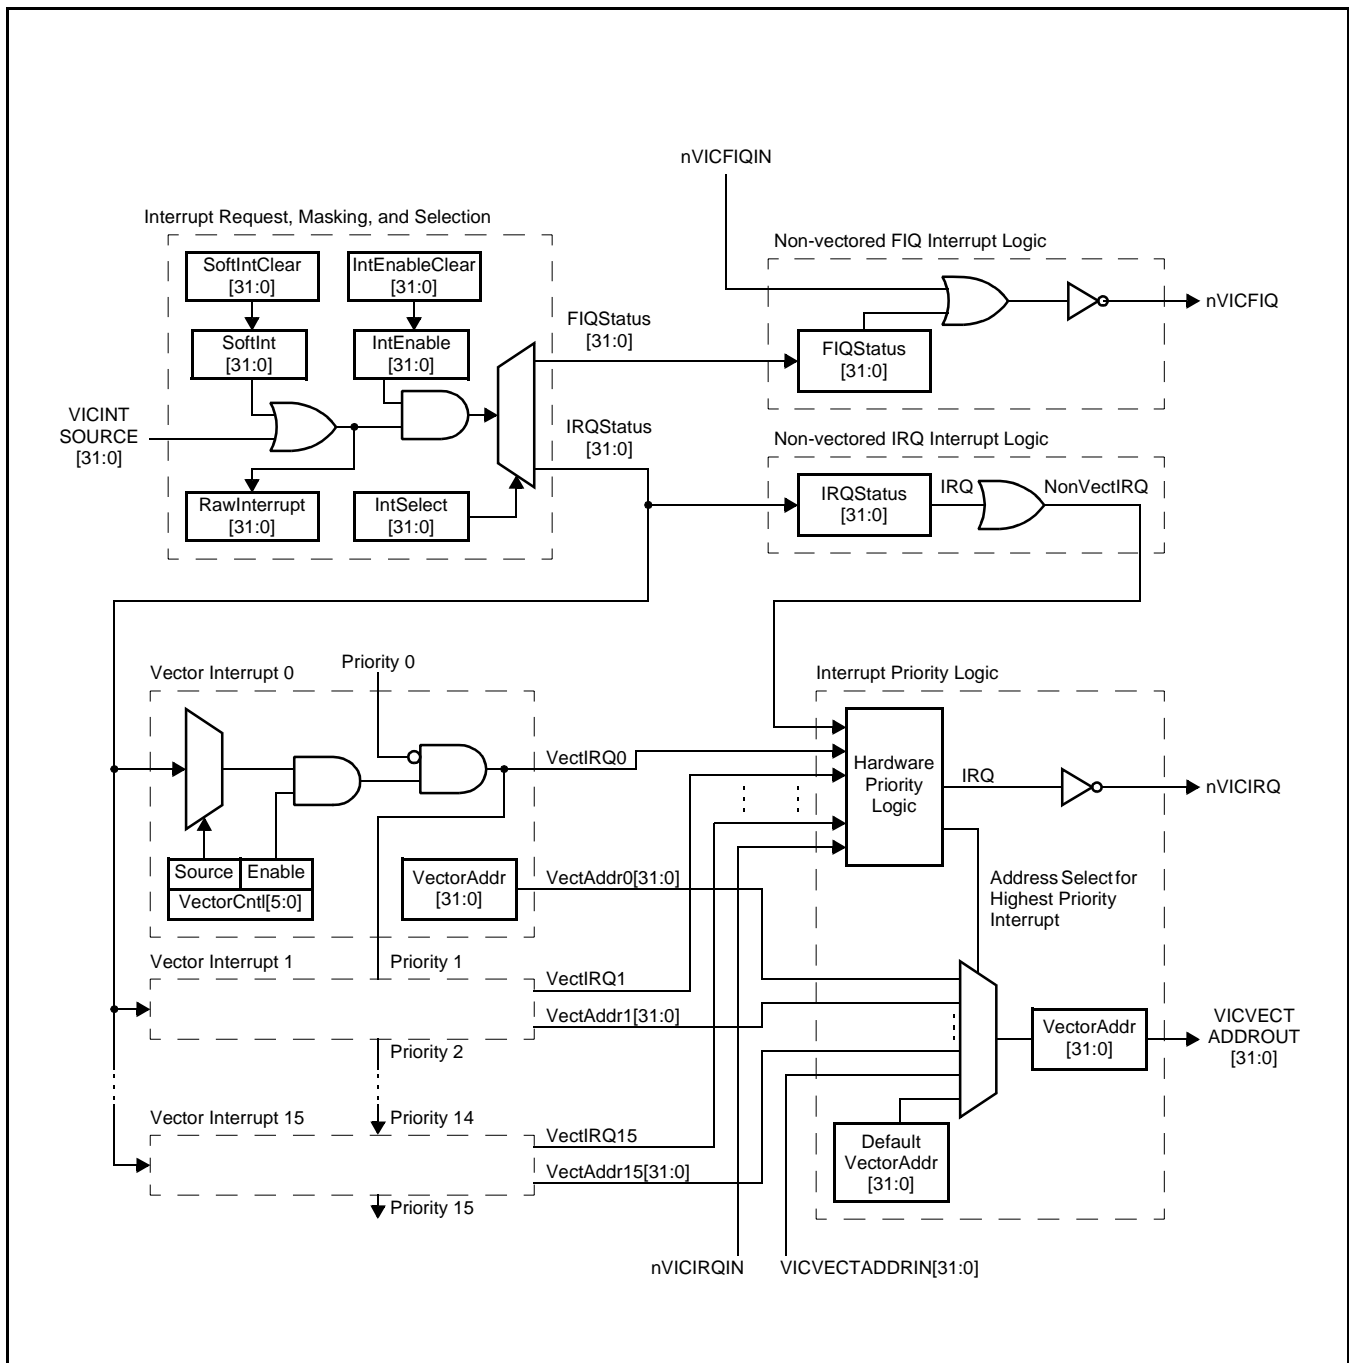 nVICFIQIN
Interrupt Request, Masking, and Selection
SoftIntClear
[31:0]
IntEnableClear
[31:0]
SoftInt
[31:0]
IntEnable
[31:0]
VICINT
SOURCE
[31:0]
RawInterrupt
[31:0]
IntSelect
[31:0]
FIQStatus
[31:0]
IRQStatus
[31:0]
Non-vectored FIQ Interrupt Logic
FIQStatus
[31:0]
nVICFIQ
Non-vectored IRQ Interrupt Logic
IRQStatus
[31:0]
IRQ
NonVectIRQ
Vector Interrupt 0
Priority 0
VectIRQ0
Source
Enable
VectorCntl[5:0]
VectorAddr
[31:0]
VectAddr0[31:0]
Vector Interrupt 1
Priority 1
VectIRQ1
VectAddr1[31:0]
Priority 2
Vector Interrupt 15
Priority 14
VectIRQ15
VectAddr15[31:0]
Priority 15
Interrupt Priority Logic
Hardware
Priority
Logic
IRQ
nVICIRQ
Address Select for
Highest Priority
Interrupt
VectorAddr
[31:0]
VICVECT
ADDROUT
[31:0]
Default
VectorAddr
[31:0]
nVICIRQIN
VICVECTADDRIN[31:0]